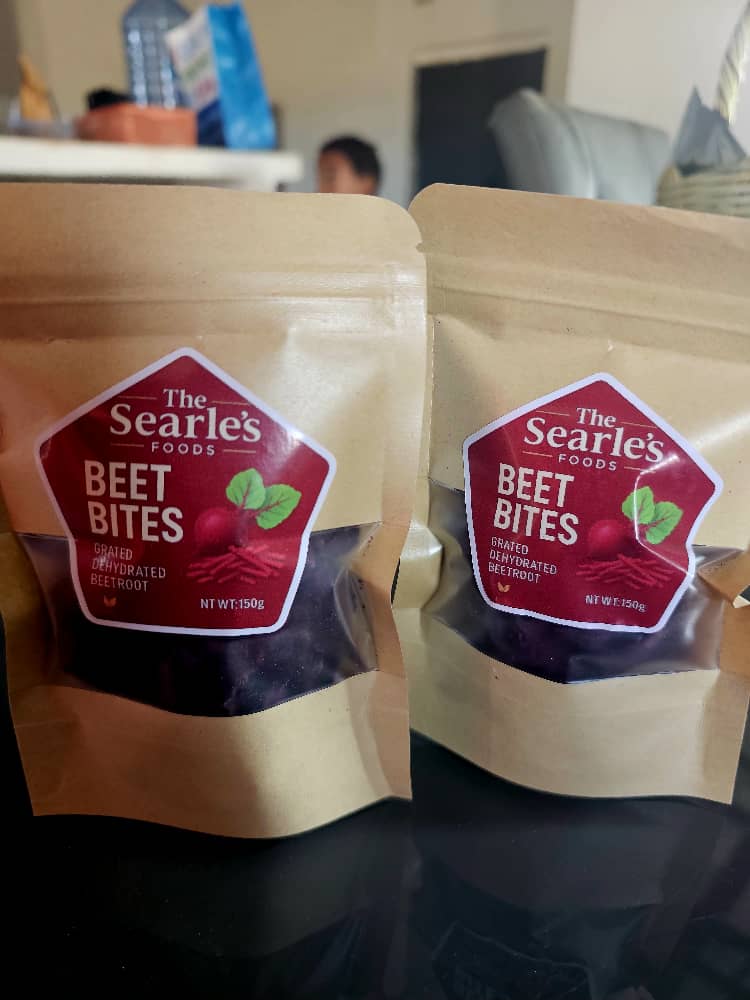 The
Searle's
FOODS
BEET
BITES
GRATED
DEHYDRATED
BEETROOT
NT WT:150g
The
Searle's
FOODS
BEET
BITES
GRATED
DEHYDRATED
BEETROOT
NT WT:150g